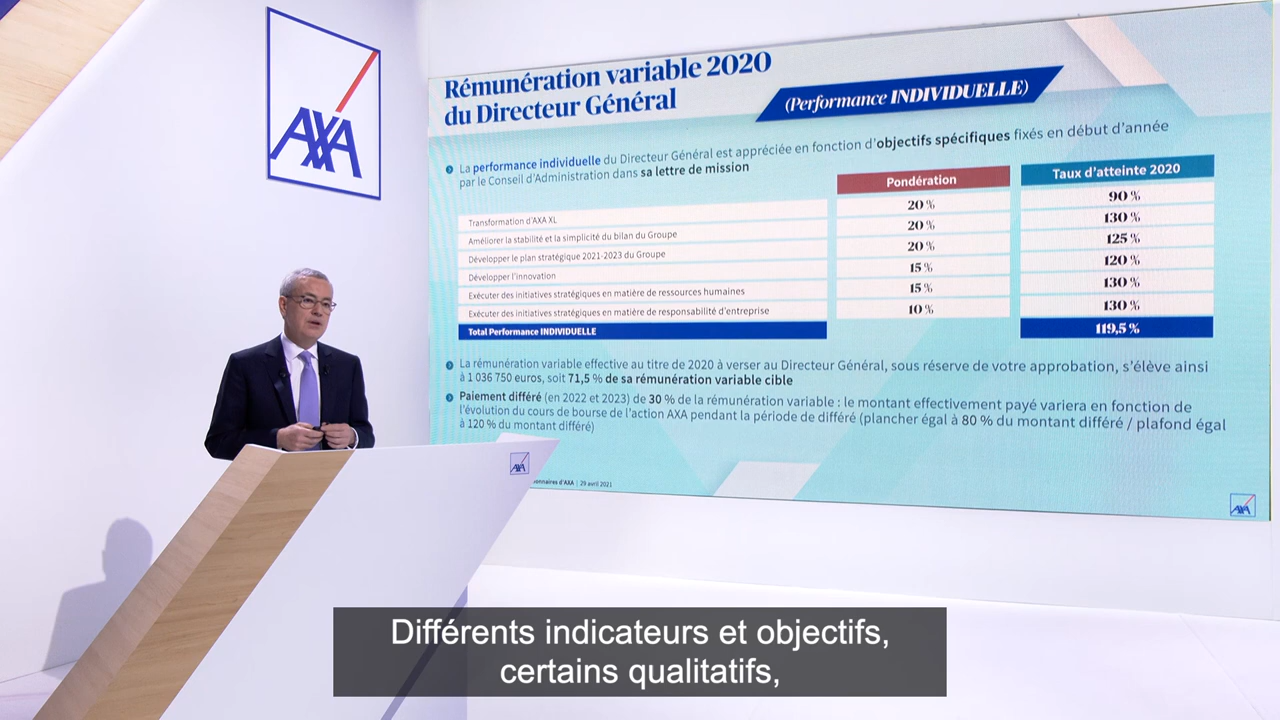 AXA
Rémunération variable 2020
du Directeur Général
(Performance INDIVIDUELLE)
La performance individuelle du Directeur Général est appréciée en fonction d'objectifs spécifiques fixés en début d'année
par le Conseil d'Administration dans sa lettre de mission
Pondération
Taux d'atteinte 2020
Transformation d'AXA XL
20 %
90 %
Améliorer la stabilité et la simplicité du bilan du Groupe
20 %
130 %
Développer le plan stratégique 2021-2023 du Groupe
20 %
125 %
Développer l'innovation
15 %
120 %
Exécuter des initiatives stratégiques en matière de ressources humaines
15 %
130 %
Exécuter des initiatives stratégiques en matière de responsabilité d'entreprise
10 %
130 %
Total Performance INDIVIDUELLE
119,5 %
La rémunération variable effective au titre de 2020 à verser au Directeur Général, sous réserve de votre approbation, s'élève ainsi
à 1 036 750 euros, soit 71,5 % de sa rémunération variable cible
Paiement différé (en 2022 et 2023) de 30 % de la rémunération variable : le montant effectivement payé variera en fonction de
l'évolution du cours de bourse de l'action AXA pendant la période de différé (plancher égal à 80 % du montant différé / plafond égal
à 120 % du montant différé)
AXA
onnaires d'AXA | 29 avril 2021
AXA
Différents indicateurs et objectifs,
certains qualitatifs,